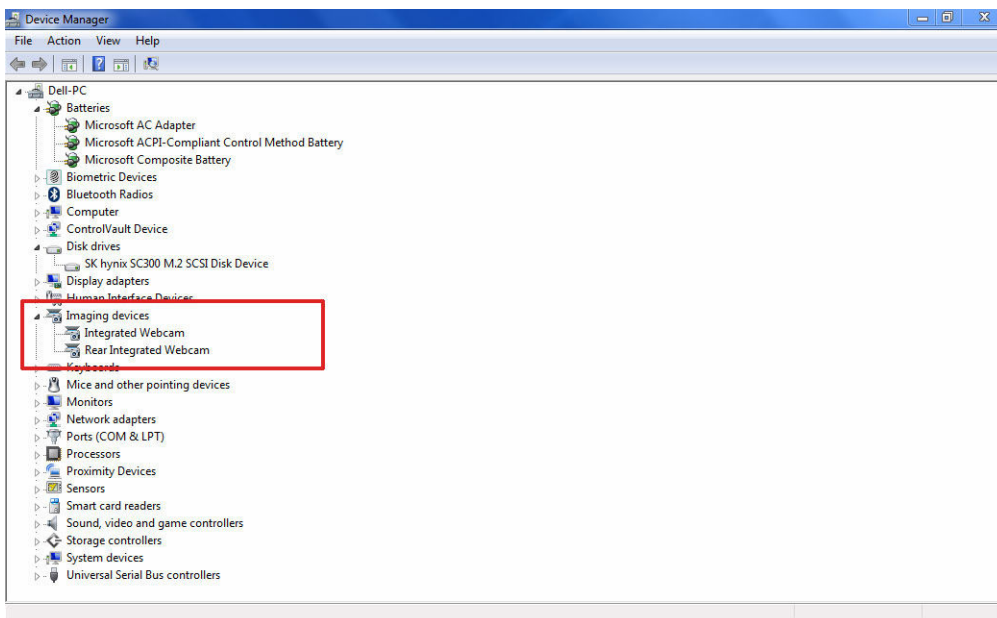 Device Manager
File Action View Help
Dell-PC
Batteries
Microsoft AC Adapter
Microsoft ACPI-Compliant Control Method Battery
Microsoft Composite Battery
Biometric Devices
Bluetooth Radios
Computer
ControlVault Device
Disk drives
SK hynix SC300 M.2 SCSI Disk Device
Display adapters
Human Interface Devices
Imaging devices
Integrated Webcam
Rear Integrated Webcam
Keyboards
Mice and other pointing devices
Monitors
Network adapters
Ports (COM & LPT)
Processors
Proximity Devices
Sensors
Smart card readers
Sound, video and game controllers
Storage controllers
System devices
Universal Serial Bus controllers